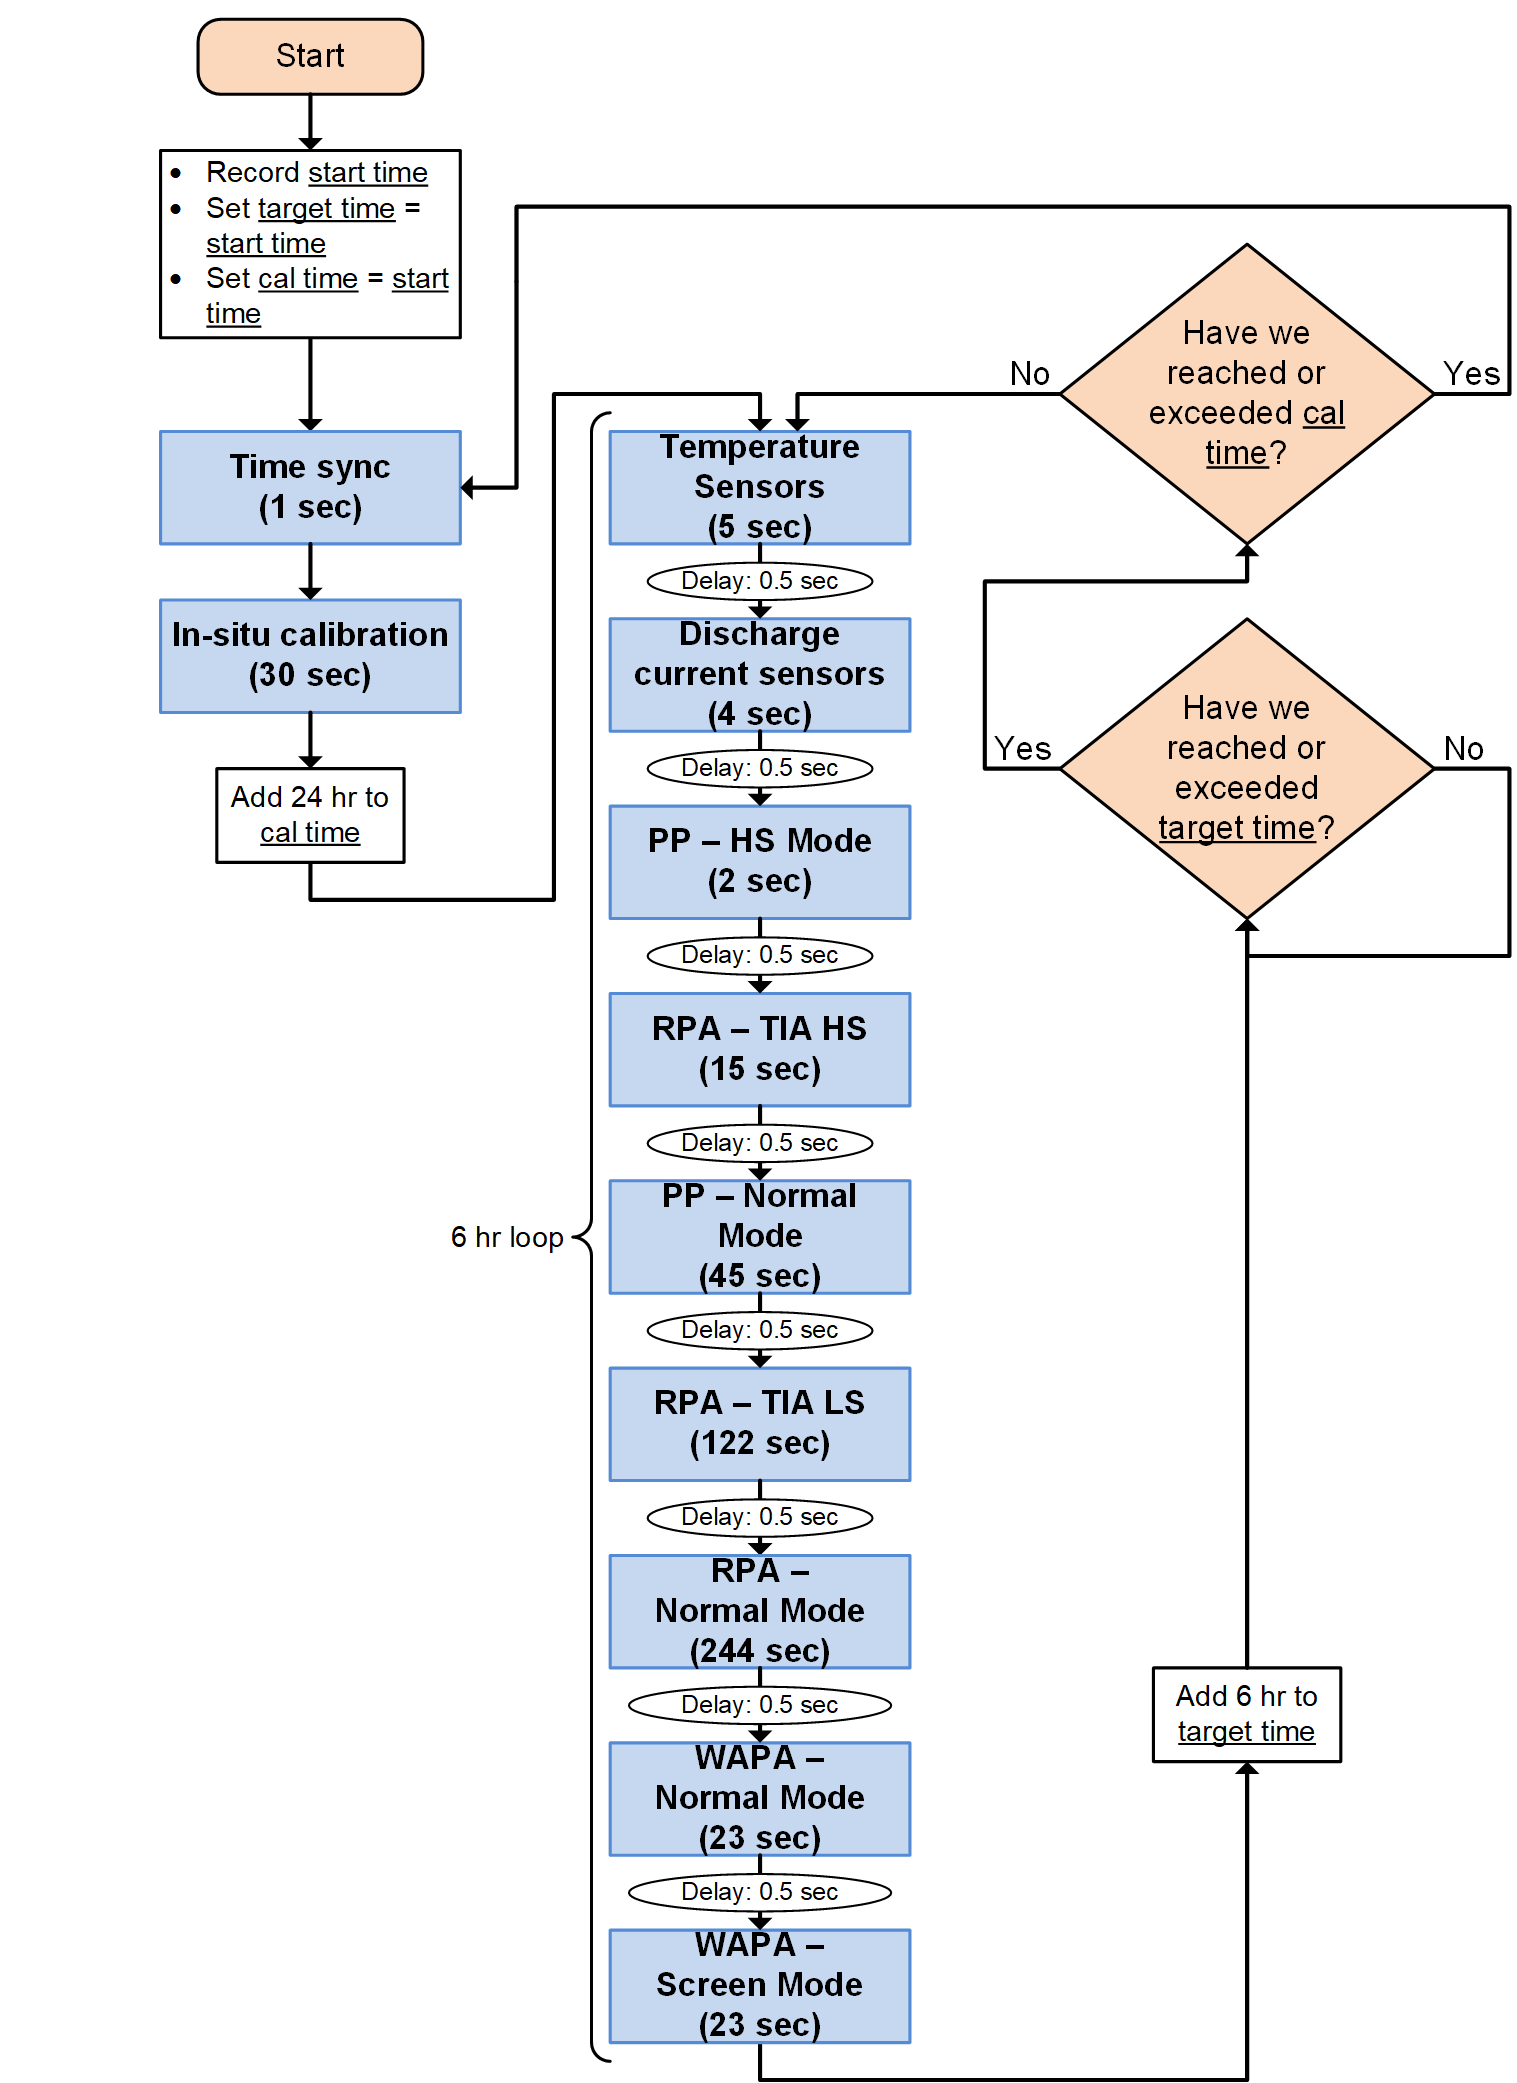 Start
• Record start time
• Set target time =
start time
• Set cal time = start
time
Time sync
(1 sec)
In-situ calibration
(30 sec)
Add 24 hr to
cal time
6 hr loop
Temperature
Sensors
(5 sec)
Delay: 0.5 sec
Discharge
current sensors
(4 sec)
Delay: 0.5 sec
PP – HS Mode
(2 sec)
Delay: 0.5 sec
RPA – TIA HS
(15 sec)
Delay: 0.5 sec
PP – Normal
Mode
(45 sec)
Delay: 0.5 sec
RPA – TIA LS
(122 sec)
Delay: 0.5 sec
RPA –
Normal Mode
(244 sec)
Delay: 0.5 sec
WAPA –
Normal Mode
(23 sec)
Delay: 0.5 sec
WAPA –
Screen Mode
(23 sec)
Add 6 hr to
target time
Have we
reached or
exceeded
target time?
Yes
No
Have we
reached or
exceeded cal
time?
No
Yes